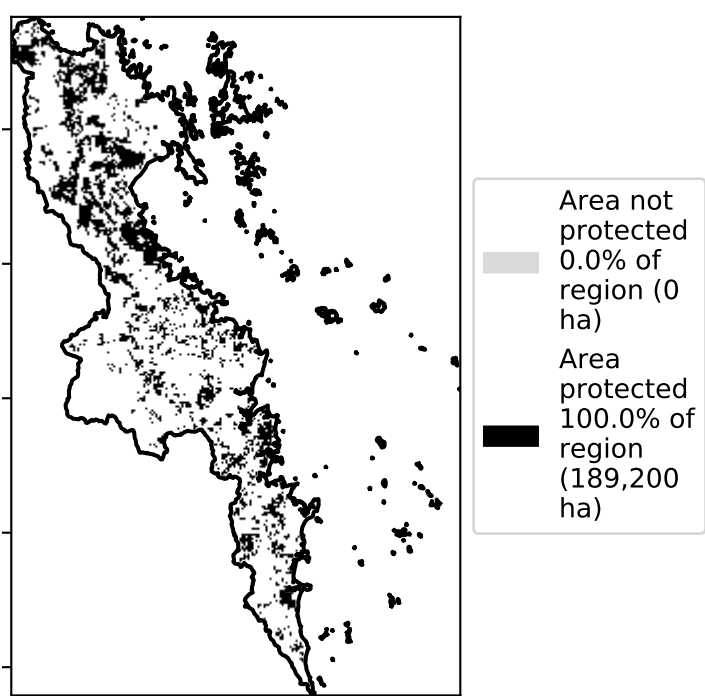 Area not
protected
0.0% of
region (0
ha)
Area
protected
100.0% of
region
(189,200
ha)